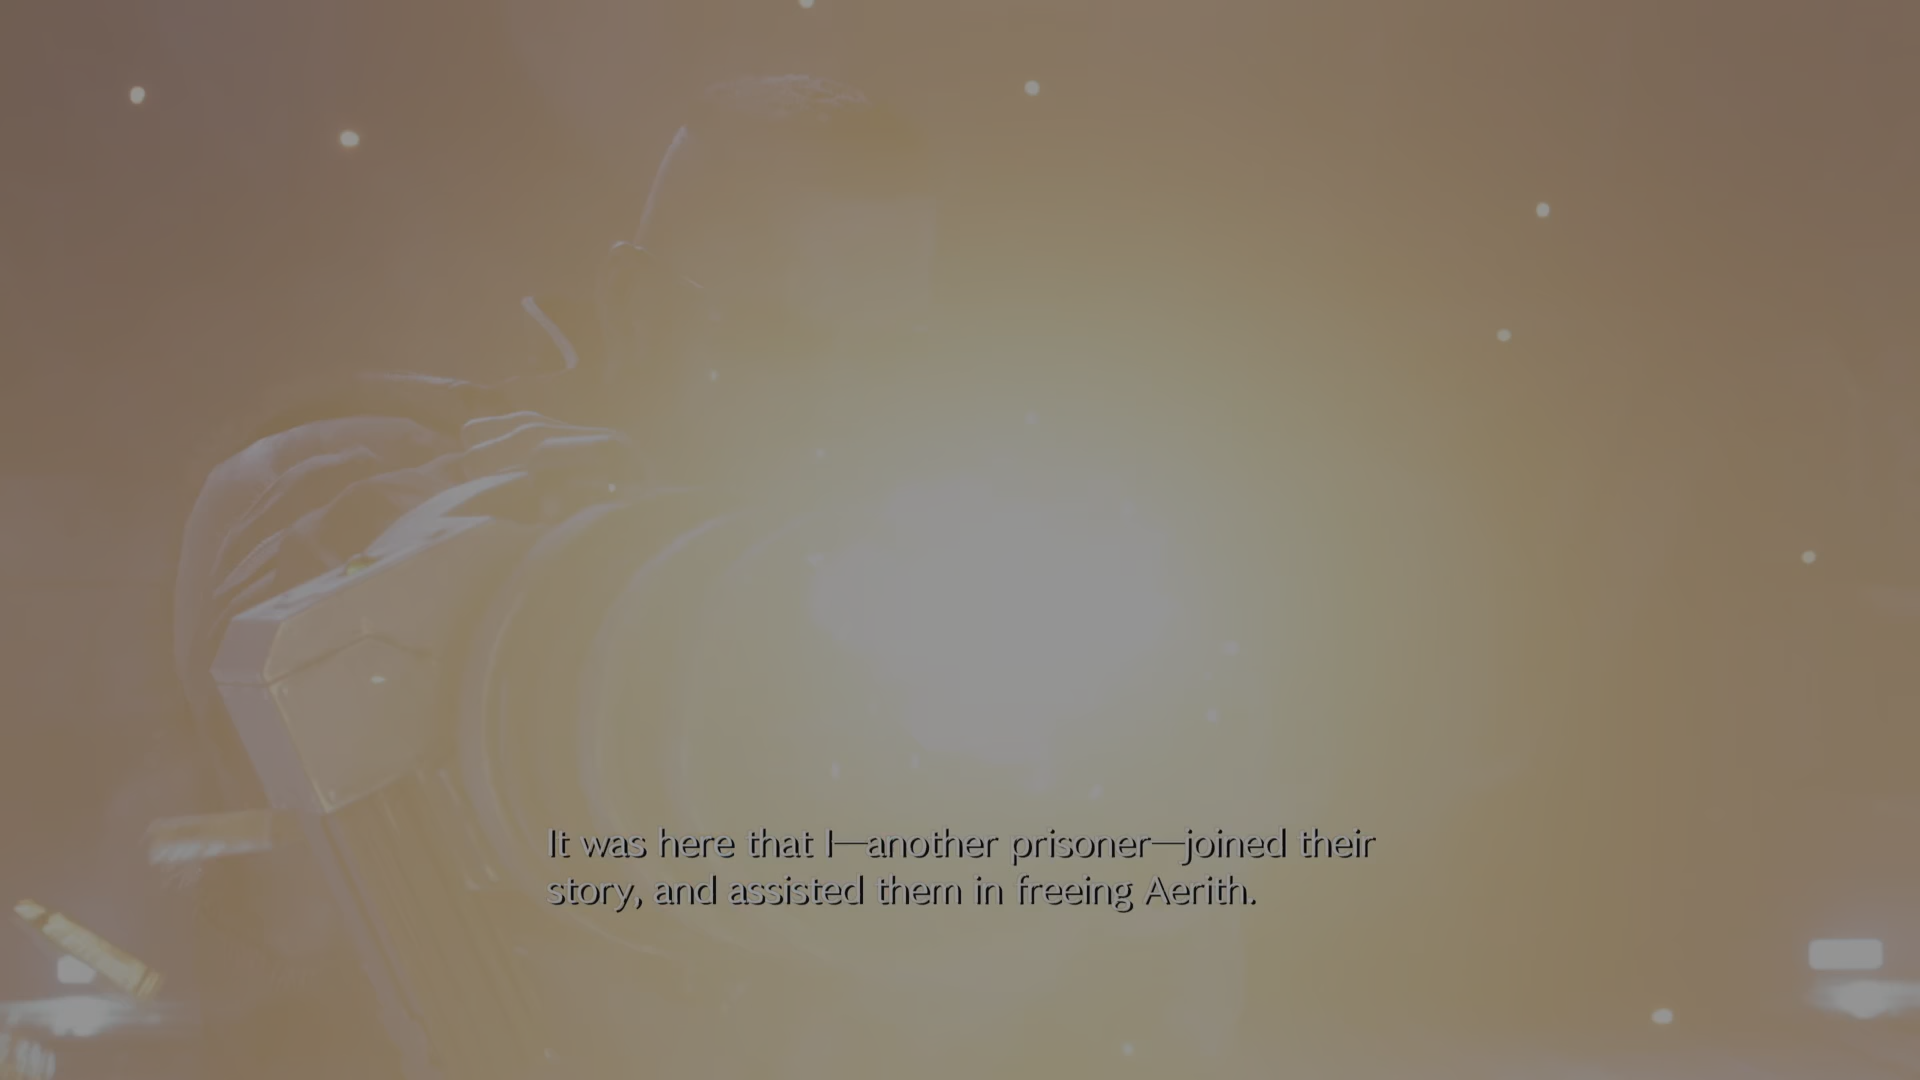 It was here that I—another prisoner—joined their
story, and assisted them in freeing Aerith.